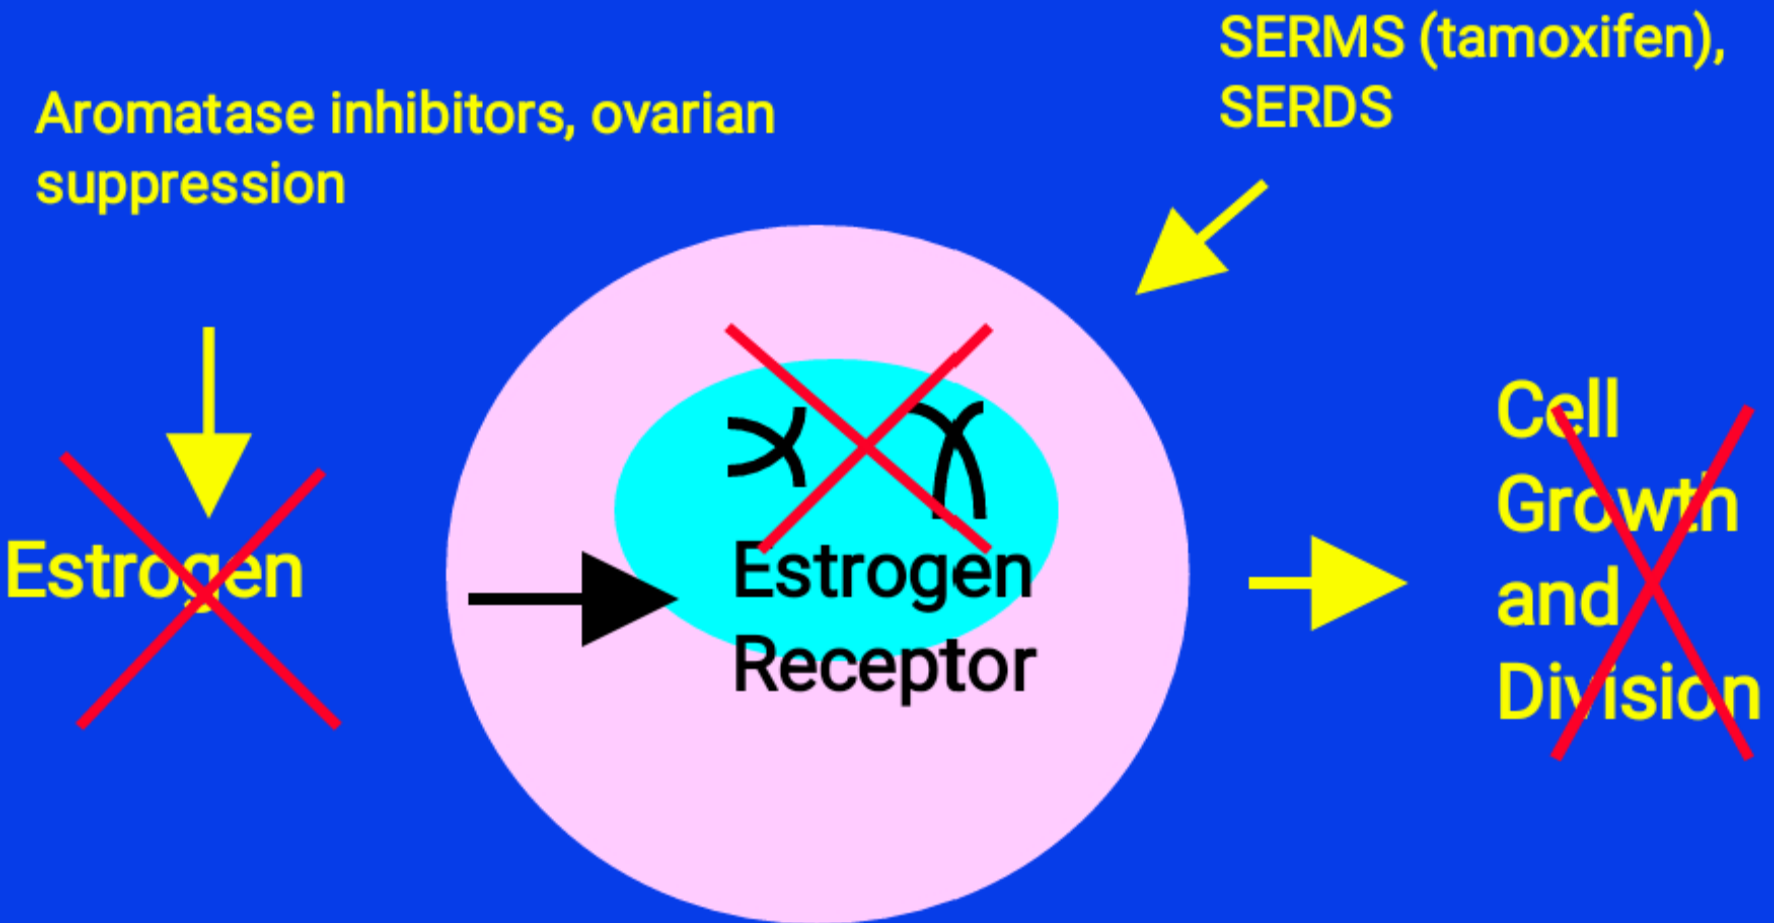 Aromatase inhibitors, ovarian
suppression
SERMS (tamoxifen),
SERDS
Estrogen
Estrogen
Receptor
Cell
Growth
and
Division